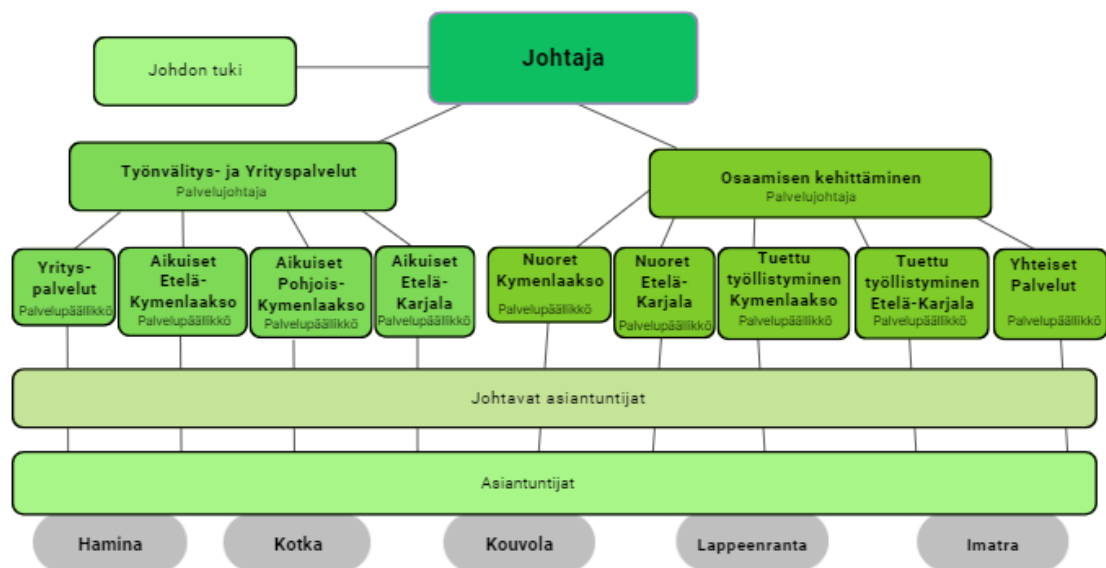 Johtaja
Johdon tuki
Työnvälitys- ja Yrityspalvelut
Palvelujohtaja
Osaamisen kehittäminen
Palvelujohtaja
Yritys-
palvelut
Palvelupäällikkö
Aikuiset
Etelä-
Kymenlaakso
Palvelupäällikkö
Aikuiset
Pohjois-
Kymenlaakso
Palvelupäällikkö
Aikuiset
Etelä-
Karjala
Palvelupäällikkö
Nuoret
Kymenlaakso
Palvelupäällikkö
Nuoret
Etelä-
Karjala
Palvelupäällikkö
Tuettu
työllistyminen
Kymenlaakso
Palvelupäällikkö
Tuettu
työllistyminen
Etelä-Karjala
Palvelupäällikkö
Yhteiset
Palvelut
Palvelupäällikkö
Johtavat asiantuntijat
Asiantuntijat
Hamina
Kotka
Kouvola
Lappeenranta
Imatra